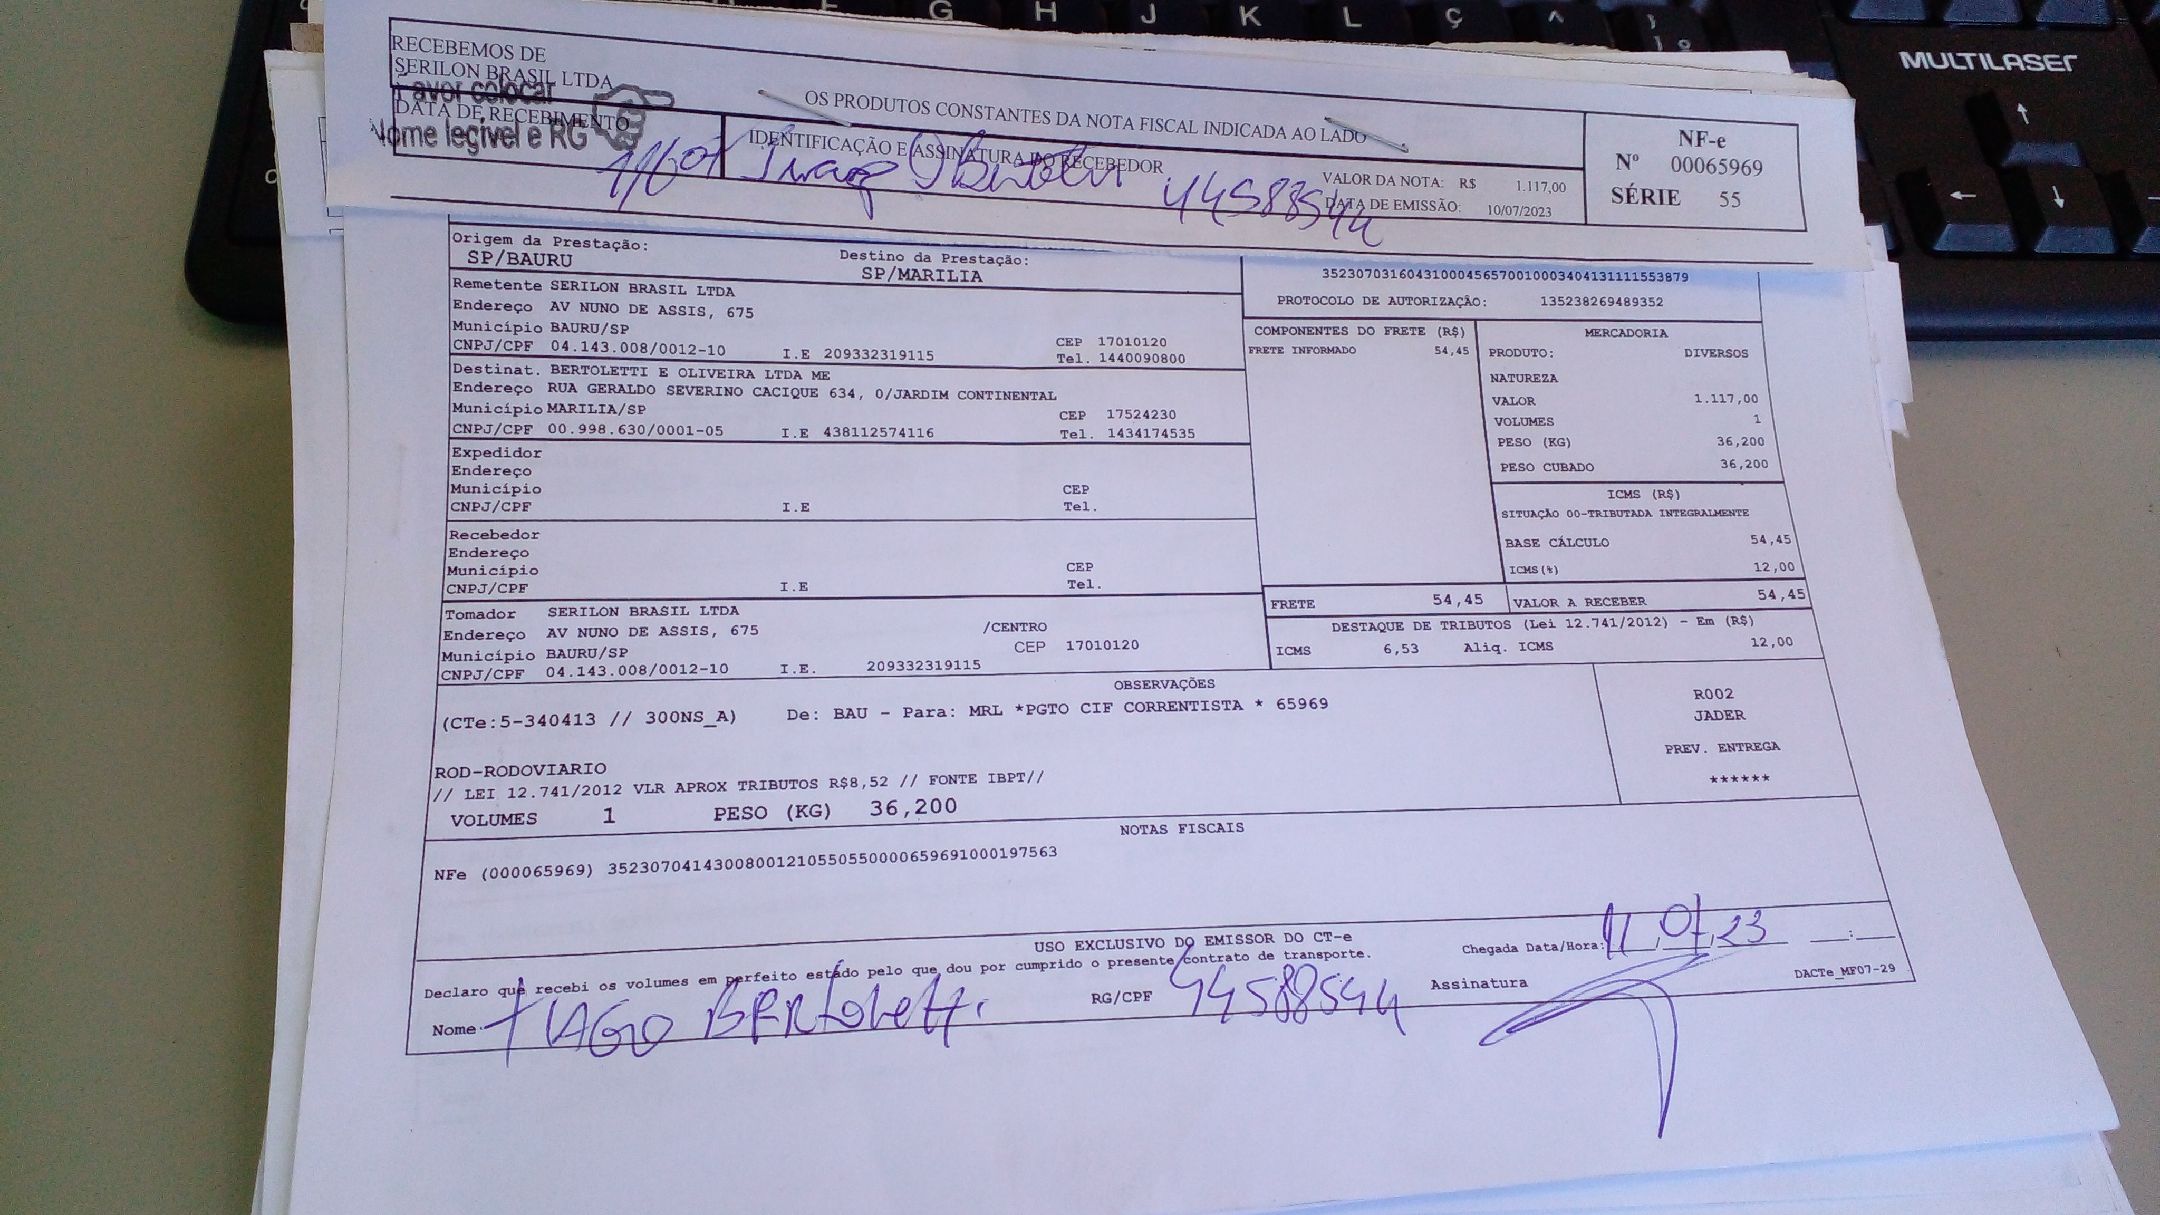 G H J K L Ç ^
MULTILASER
RECEBEMOS DE
SERILON BRASIL LTDA
OS PRODUTOS CONSTANTES DA NOTA FISCAL INDICADA AO LADO
Favor colocar
Nome legível e RG
DATA DE RECEBIMENTO
IDENTIFICAÇÃO E ASSINATURA DO RECEBEDOR
11/07
44588544
VALOR DA NOTA: R$ 1.117,00
DATA DE EMISSÃO: 10/07/2023
NF-e
Nº 00065969
SÉRIE 55
Origem da Prestação: Destino da Prestação:
SP/BAURU SP/MARILIA
Remetente SERILON BRASIL LTDA
Endereço AV NUNO DE ASSIS, 675
Município BAURU/SP CEP 17010120
CNPJ/CPF 04.143.008/0012-10 I.E 209332319115 Tel. 1440090800
Destinat. BERTOLETTI E OLIVEIRA LTDA ME
Endereço RUA GERALDO SEVERINO CACIQUE 634, 0/JARDIM CONTINENTAL
Município MARILIA/SP CEP 17524230
CNPJ/CPF 00.998.630/0001-05 I.E 438112574116 Tel. 1434174535
Expedidor
Endereço
Município CEP
CNPJ/CPF I.E Tel.
Recebedor
Endereço
Município CEP
CNPJ/CPF I.E Tel.
Tomador SERILON BRASIL LTDA
Endereço AV NUNO DE ASSIS, 675 /CENTRO
Município BAURU/SP CEP 17010120
CNPJ/CPF 04.143.008/0012-10 I.E. 209332319115
35230703160431000456570010003404131111553879
PROTOCOLO DE AUTORIZAÇÃO: 135238269489352
COMPONENTES DO FRETE (R$)
FRETE INFORMADO 54,45
MERCADORIA
PRODUTO: DIVERSOS
NATUREZA
VALOR 1.117,00
VOLUMES 1
PESO (KG) 36,200
PESO CUBADO 36,200
ICMS (R$)
SITUAÇÃO 00-TRIBUTADA INTEGRALMENTE
BASE CÁLCULO 54,45
ICMS(%) 12,00
FRETE 54,45 VALOR A RECEBER 54,45
DESTAQUE DE TRIBUTOS (Lei 12.741/2012) - Em (R$)
ICMS 6,53 Aliq. ICMS 12,00
OBSERVAÇÕES
(CTe:5-340413 // 300NS_A) De: BAU - Para: MRL *PGTO CIF CORRENTISTA * 65969
ROD-RODOVIARIO
// LEI 12.741/2012 VLR APROX TRIBUTOS R$8,52 // FONTE IBPT//
VOLUMES 1 PESO (KG) 36,200
R002
JADER
PREV. ENTREGA
******
NOTAS FISCAIS
NFe (000065969) 35230704143008001210550550000659691000197563
USO EXCLUSIVO DO EMISSOR DO CT-e
Declaro que recebi os volumes em perfeito estado pelo que dou por cumprido o presente contrato de transporte.
Chegada Data/Hora: 11/07/23 __:__
Nome TIAGO BERtoletti RG/CPF 44588544 Assinatura
DACTe_MF07-29